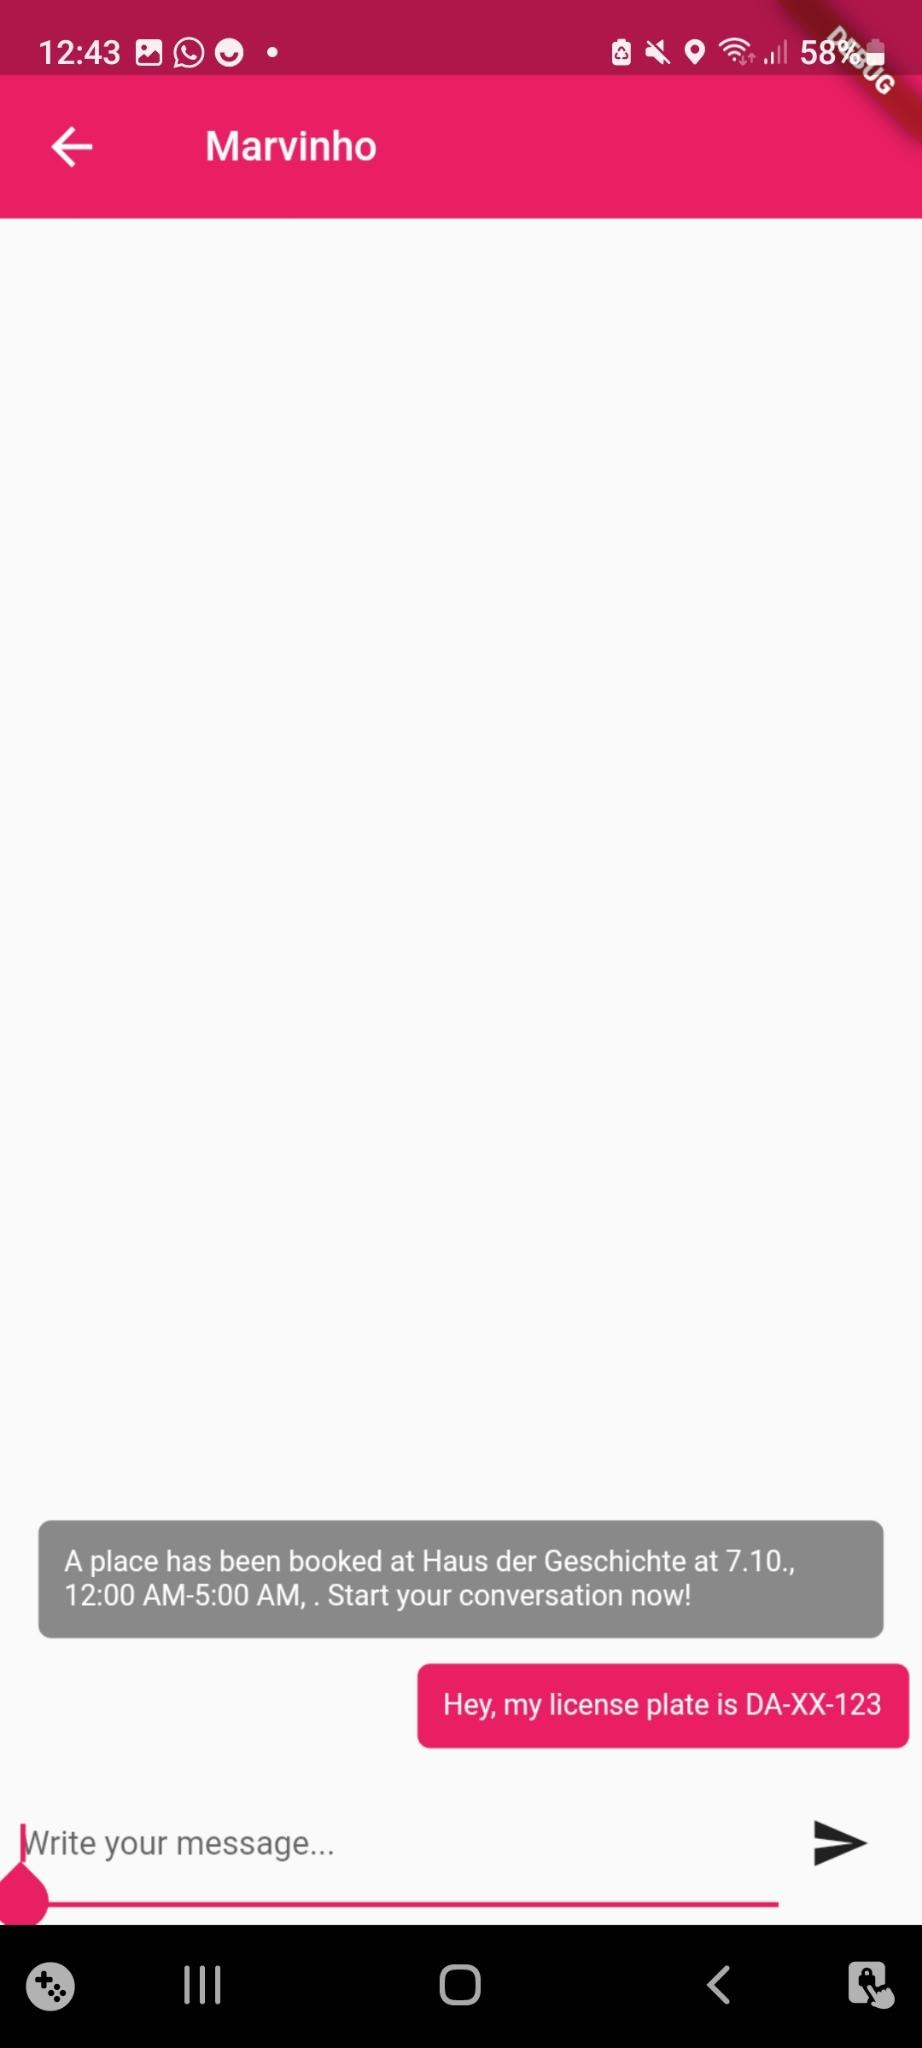 12:43
58%
DEBUG
Marvinho
A place has been booked at Haus der Geschichte at 7.10.,
12:00 AM-5:00 AM, . Start your conversation now!
Hey, my license plate is DA-XX-123
Write your message...